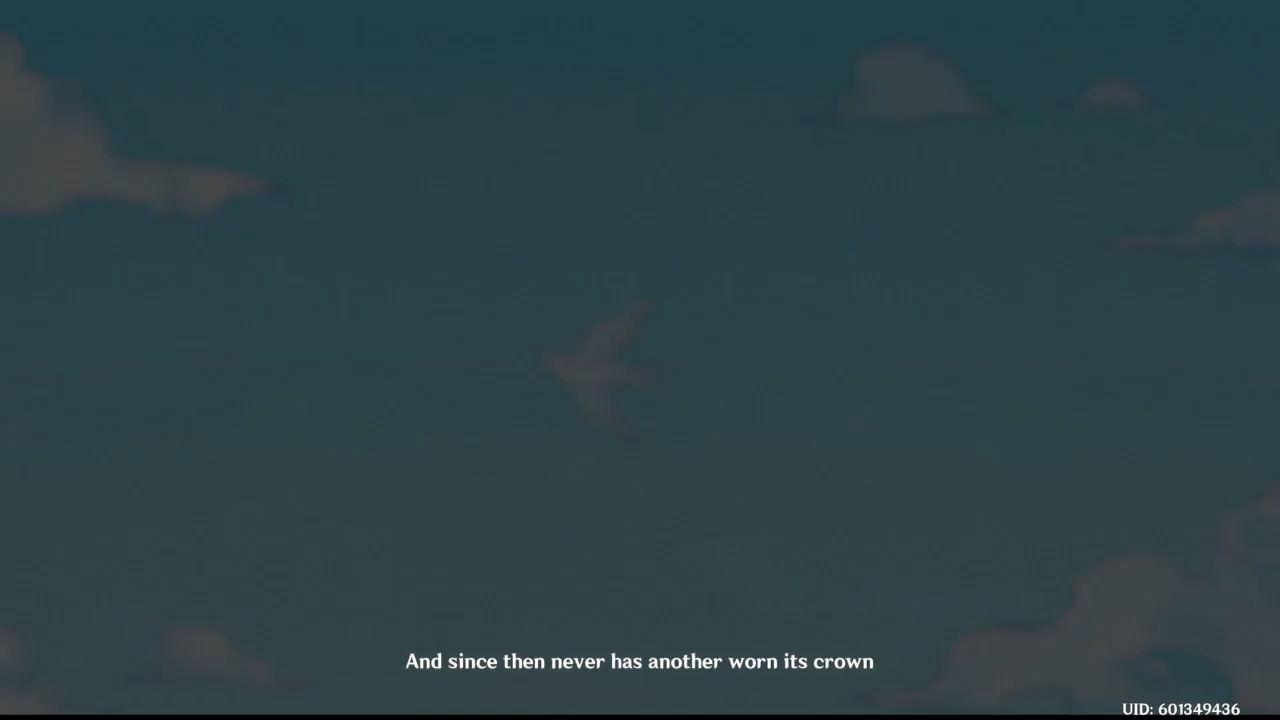 And since then never has another worn its crown
UID: 601349436